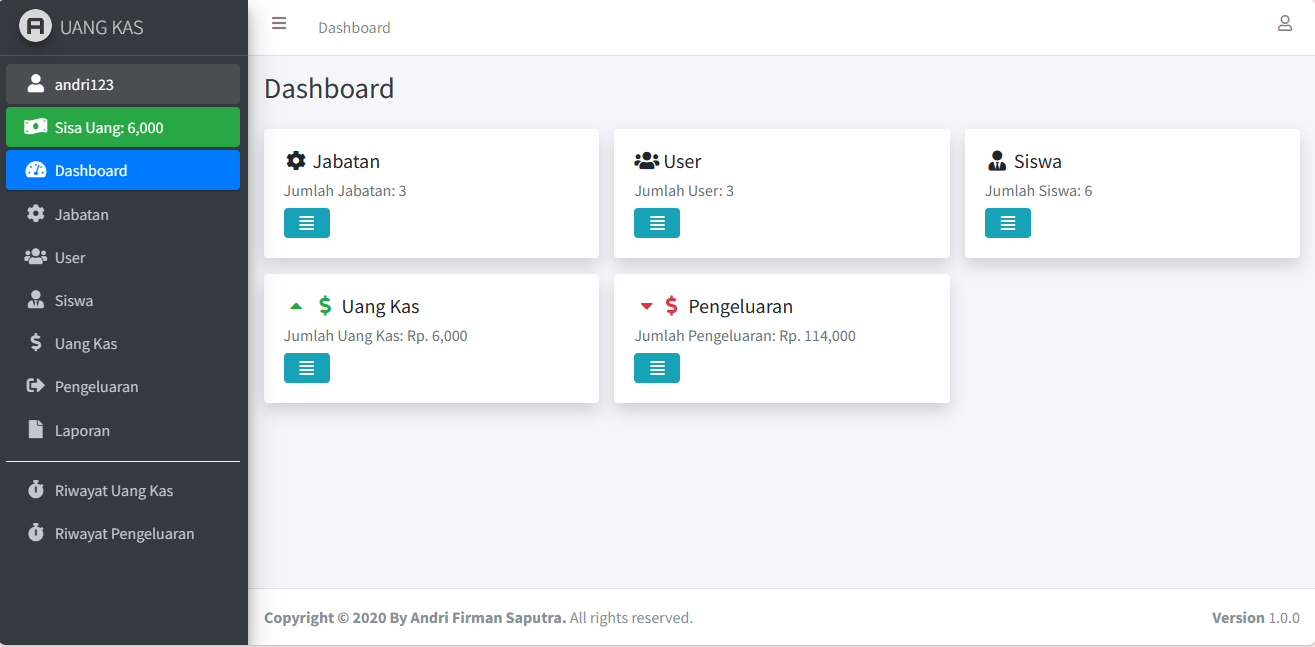 UANG KAS
andri123
Sisa Uang: 6,000
Dashboard
Jabatan
User
Siswa
Uang Kas
Pengeluaran
Laporan
Riwayat Uang Kas
Riwayat Pengeluaran
Dashboard
Dashboard
Jabatan
Jumlah Jabatan: 3
User
Jumlah User: 3
Siswa
Jumlah Siswa: 6
Uang Kas
Jumlah Uang Kas: Rp. 6,000
Pengeluaran
Jumlah Pengeluaran: Rp. 114,000
Copyright © 2020 By Andri Firman Saputra. All rights reserved.
Version 1.0.0